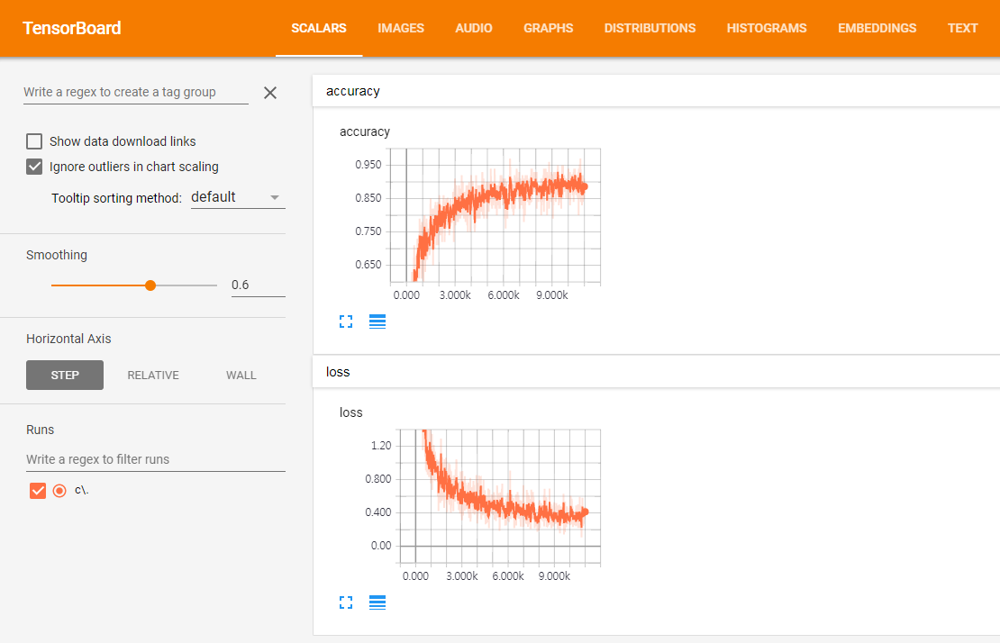 TensorBoard SCALARS IMAGES AUDIO GRAPHS DISTRIBUTIONS HISTOGRAMS EMBEDDINGS TEXT
Write a regex to create a tag group
Show data download links
Ignore outliers in chart scaling
Tooltip sorting method: default
Smoothing
0.6
Horizontal Axis
STEP RELATIVE WALL
Runs
Write a regex to filter runs
c\.
accuracy
accuracy
0.950
0.850
0.750
0.650
0.000 3.000k 6.000k 9.000k
loss
loss
1.20
0.800
0.400
0.00
0.000 3.000k 6.000k 9.000k